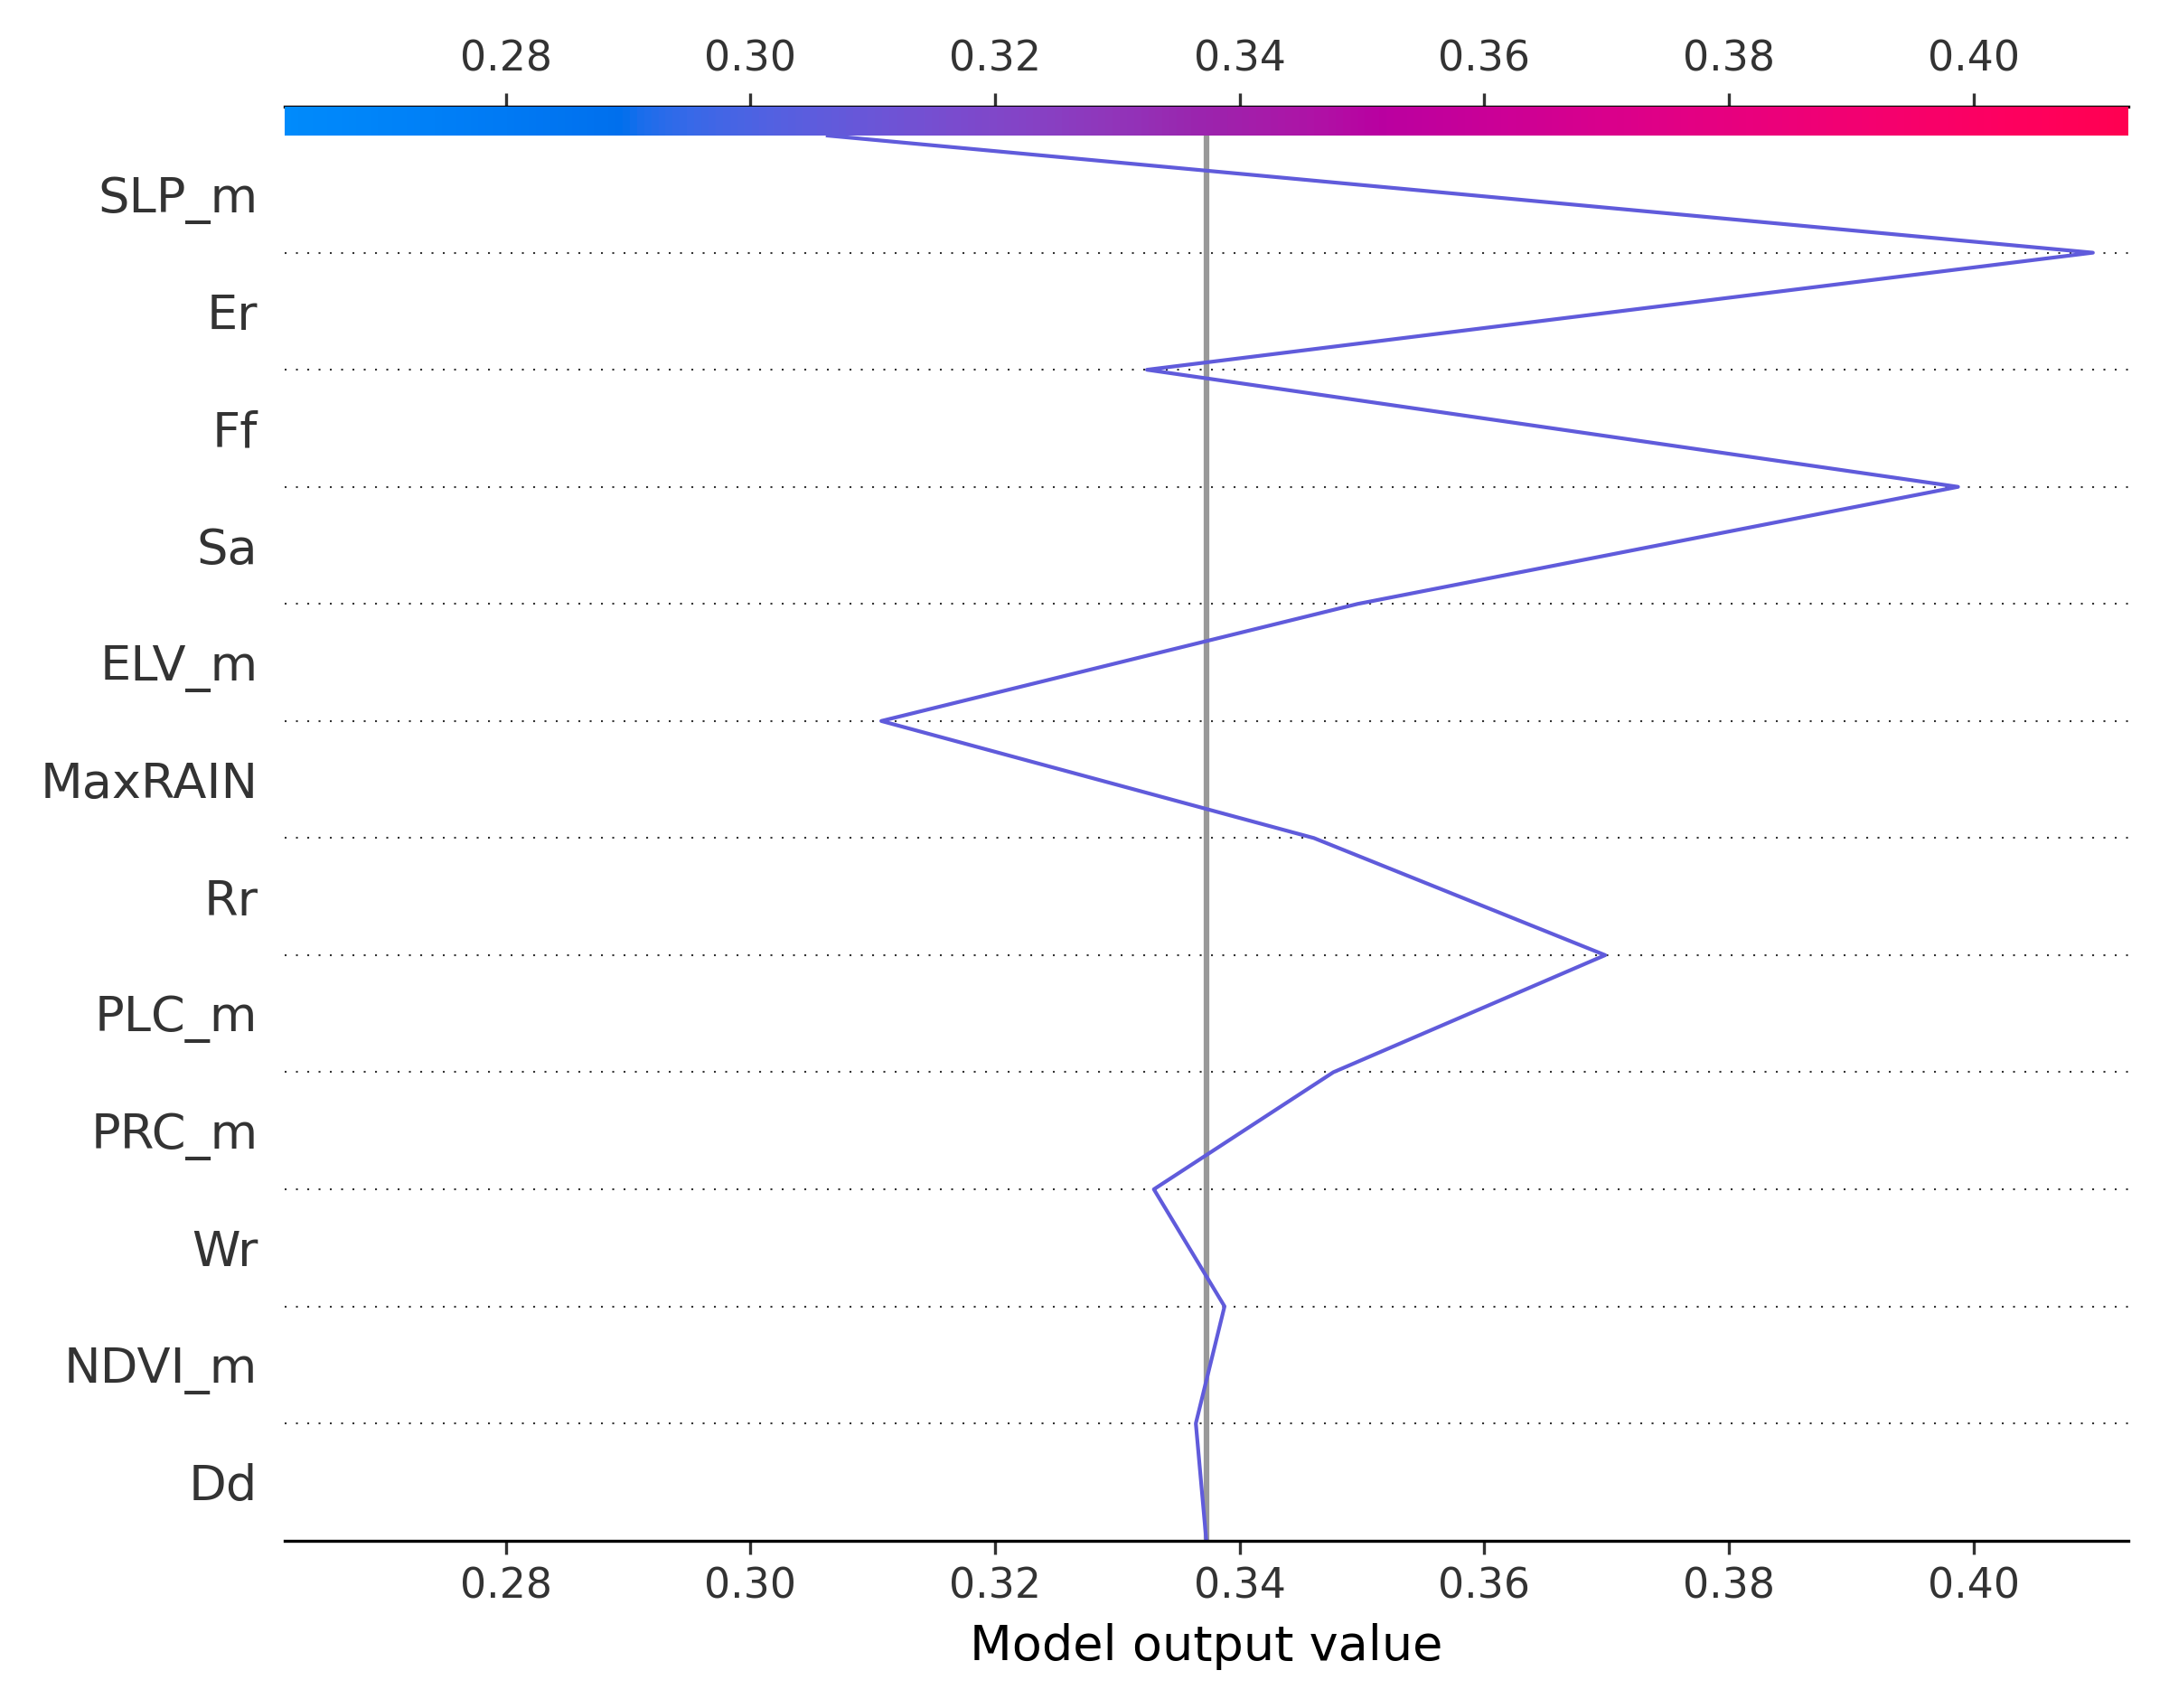 0.28 0.30 0.32 0.34 0.36 0.38 0.40
SLP_m
Er
Ff
Sa
ELV_m
MaxRAIN
Rr
PLC_m
PRC_m
Wr
NDVI_m
Dd
0.28 0.30 0.32 0.34 0.36 0.38 0.40
Model output value